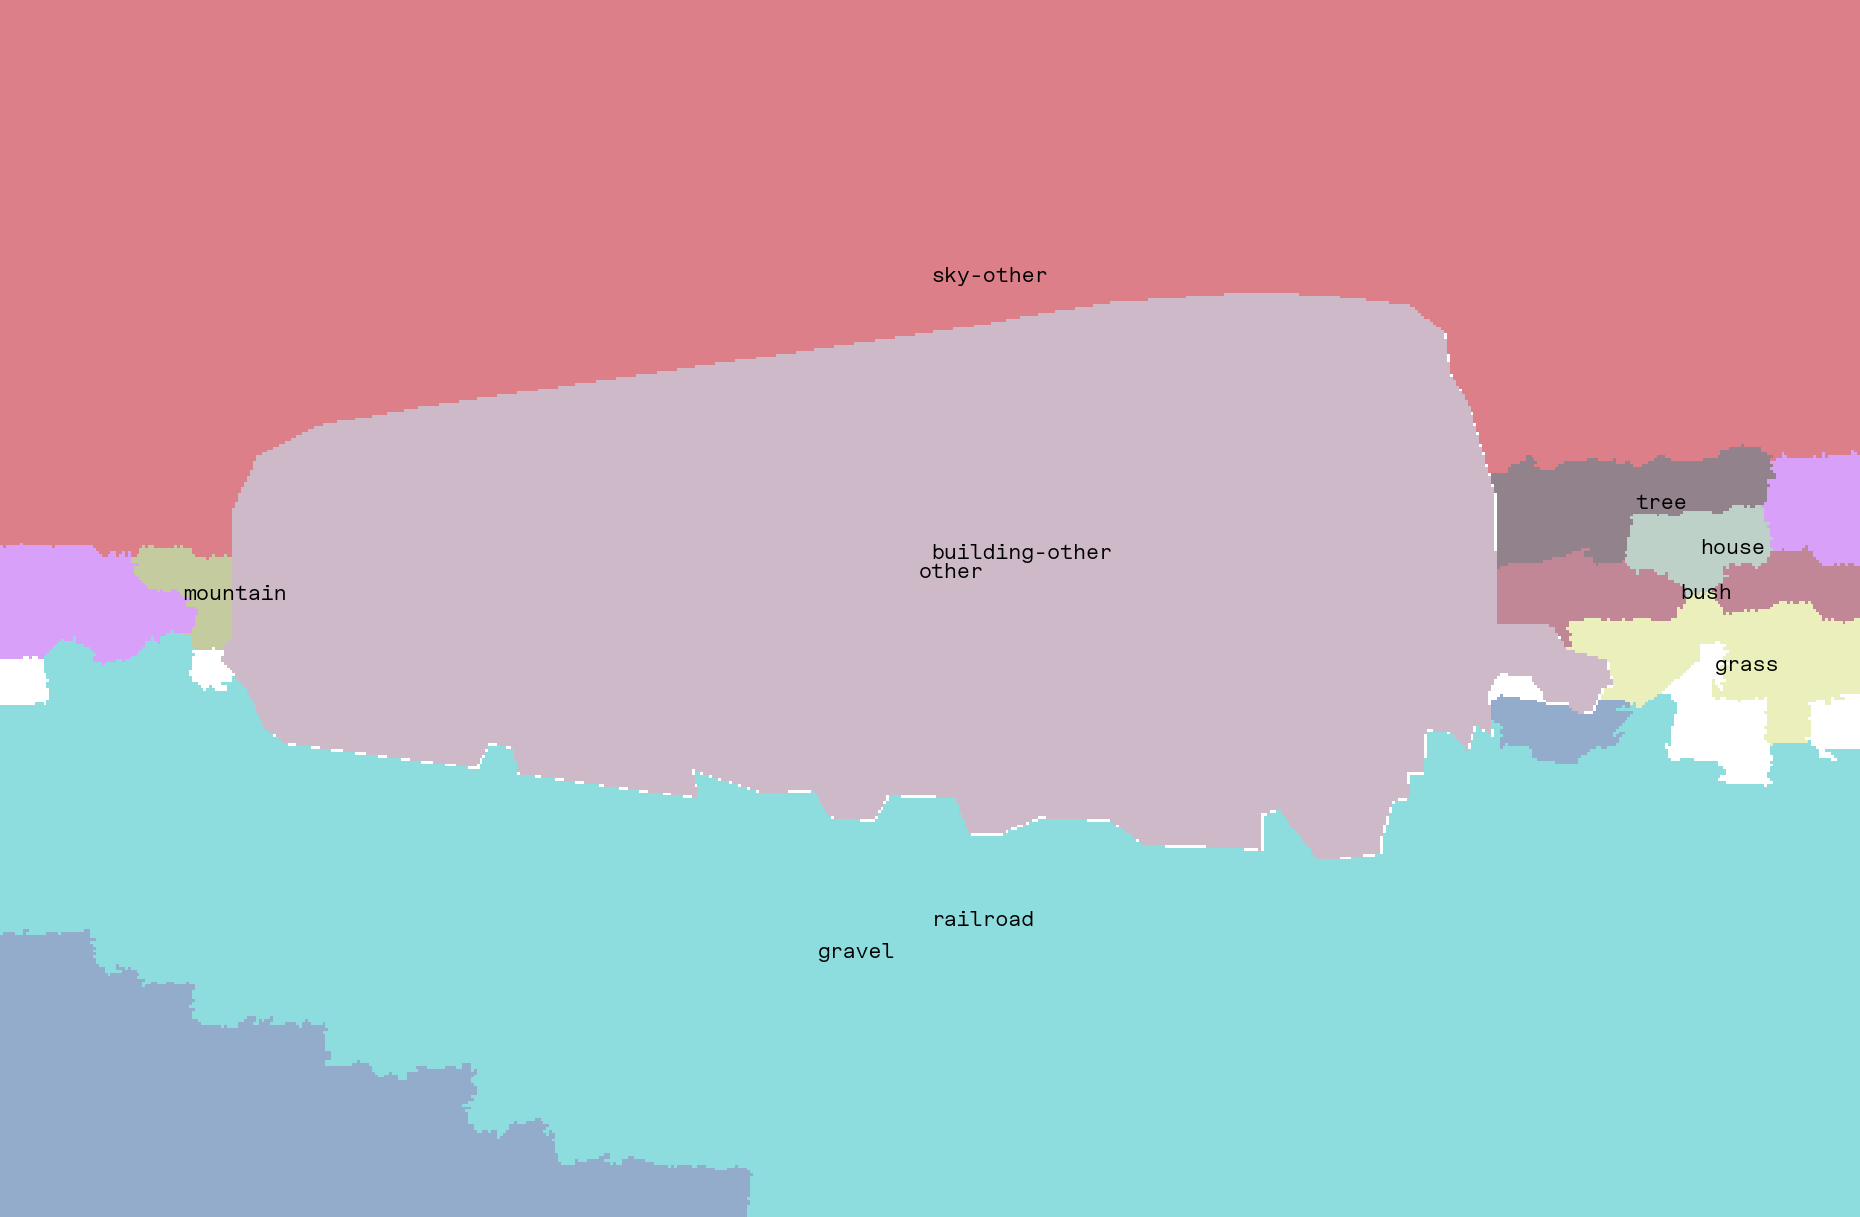 sky-other
tree
house
building-other
other
mountain
bush
grass
railroad
gravel